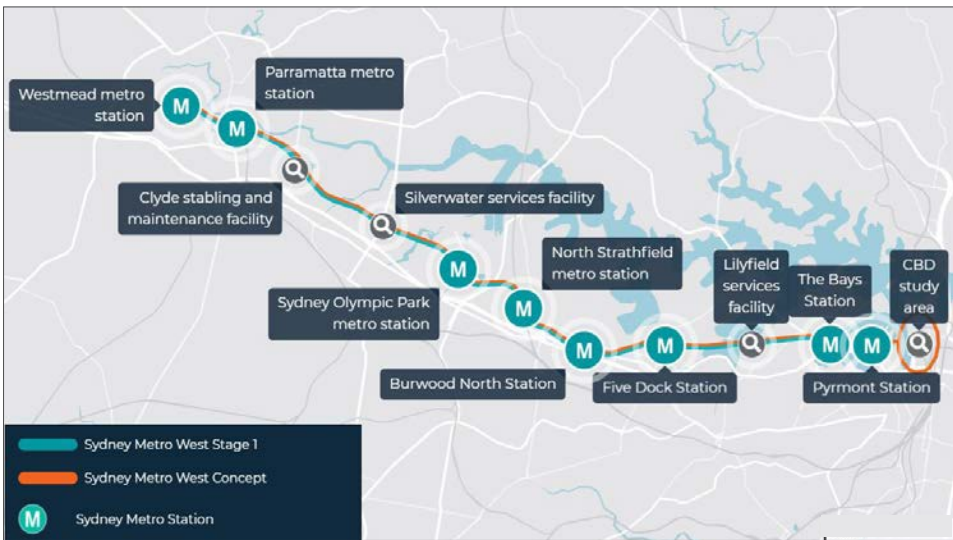 Westmead metro
station
Parramatta metro
station
Clyde stabling and
maintenance facility
Silverwater services facility
Sydney Olympic Park
metro station
North Strathfield
metro station
Burwood North Station
Five Dock Station
Lilyfield
services
facility
The Bays
Station
Pyrmont Station
CBD
study
area
M
M
M
M
M
M
M
M
Sydney Metro West Stage 1
Sydney Metro West Concept
M
Sydney Metro Station